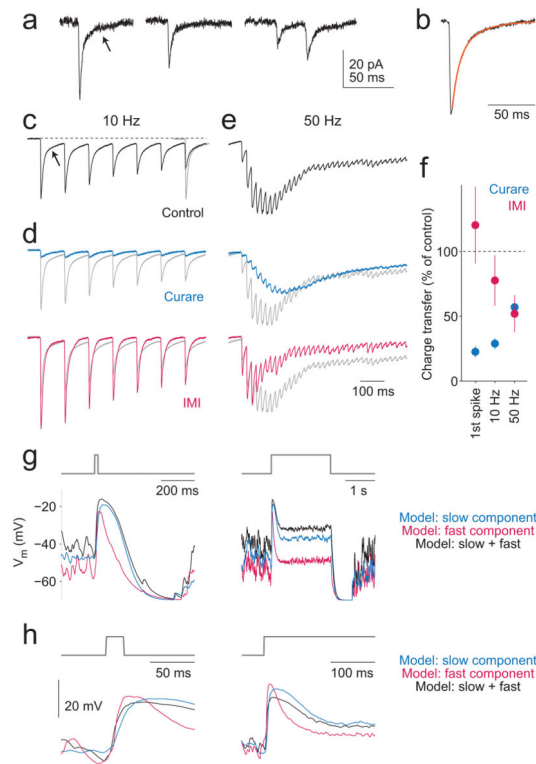 a
20 pA
50 ms
b
50 ms
c
10 Hz
Control
e
50 Hz
f
Curare
IMI
Charge transfer (% of control)
100
50
0
1st spike
10 Hz
50 Hz
d
Curare
IMI
100 ms
g
200 ms
1 s
Vm (mV)
−20
−40
−60
Model: slow component
Model: fast component
Model: slow + fast
h
50 ms
100 ms
20 mV
Model: slow component
Model: fast component
Model: slow + fast